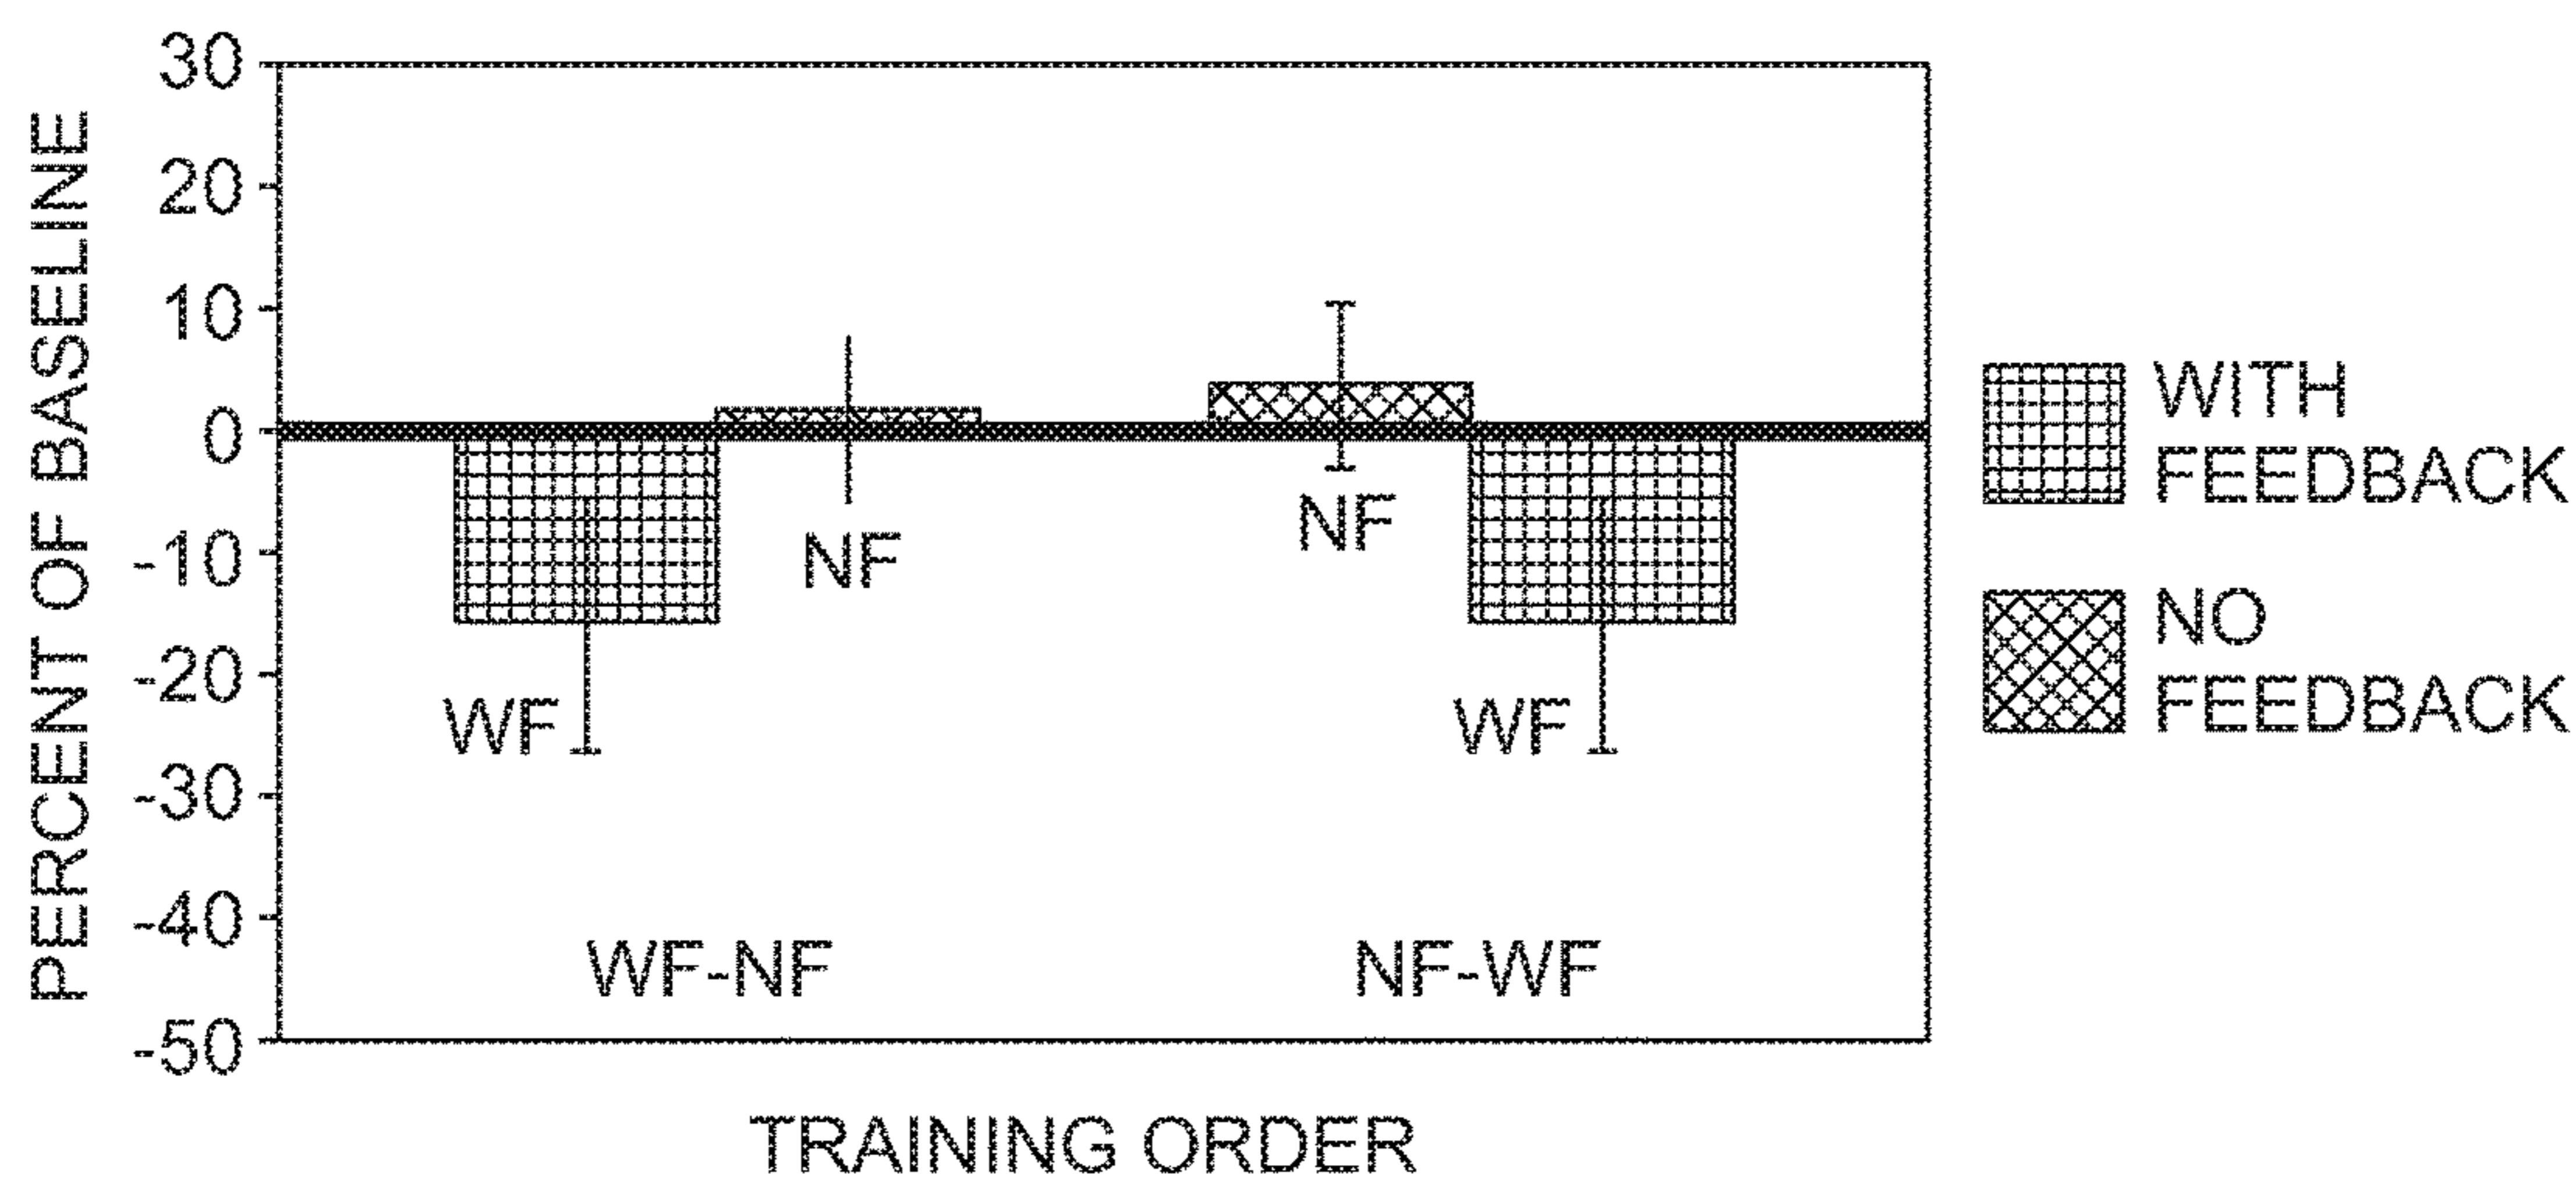 PERCENT OF BASELINE
30
20
10
0
-10
-20
-30
-40
-50
WF
NF
NF
WF
WF-NF
NF-WF
TRAINING ORDER
WITH
FEEDBACK
NO
FEEDBACK